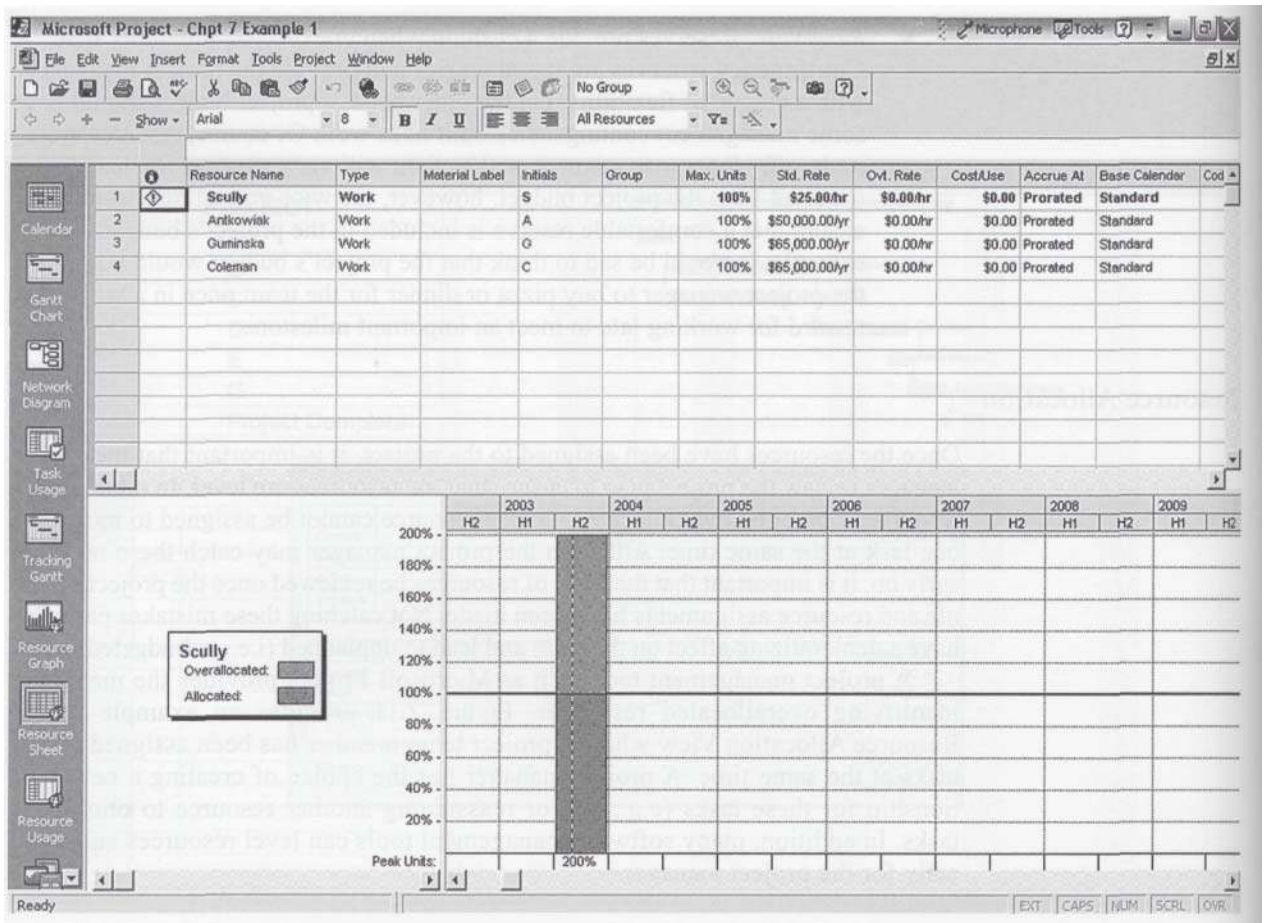 Microsoft Project - Chpt 7 Example 1
Microphone Tools
File Edit View Insert Format Tools Project Window Help
No Group
Show Arial 8 B I U All Resources
Resource Name Type Material Label Initials Group Max. Units Std. Rate Ovt. Rate Cost/Use Accrue At Base Calendar Cod
1 Scully Work S 100% $25.00/hr $0.00/hr $0.00 Prorated Standard
2 Antkowiak Work A 100% $50,000.00/yr $0.00/hr $0.00 Prorated Standard
3 Guminska Work G 100% $65,000.00/yr $0.00/hr $0.00 Prorated Standard
4 Coleman Work C 100% $65,000.00/yr $0.00/hr $0.00 Prorated Standard
Calendar
Gantt
Chart
Network
Diagram
Task
Usage
Tracking
Gantt
Resource
Graph
Resource
Sheet
Resource
Usage
2003 2004 2005 2006 2007 2008 2009
H2 H1 H2 H1 H2 H1 H2 H1 H2 H1 H2 H1 H2 H1 H2
200%
180%
160%
140%
120%
100%
80%
60%
40%
20%
Scully
Overallocated:
Allocated:
Peak Units: 200%
Ready
EXT CAPS NUM SCRL OVR